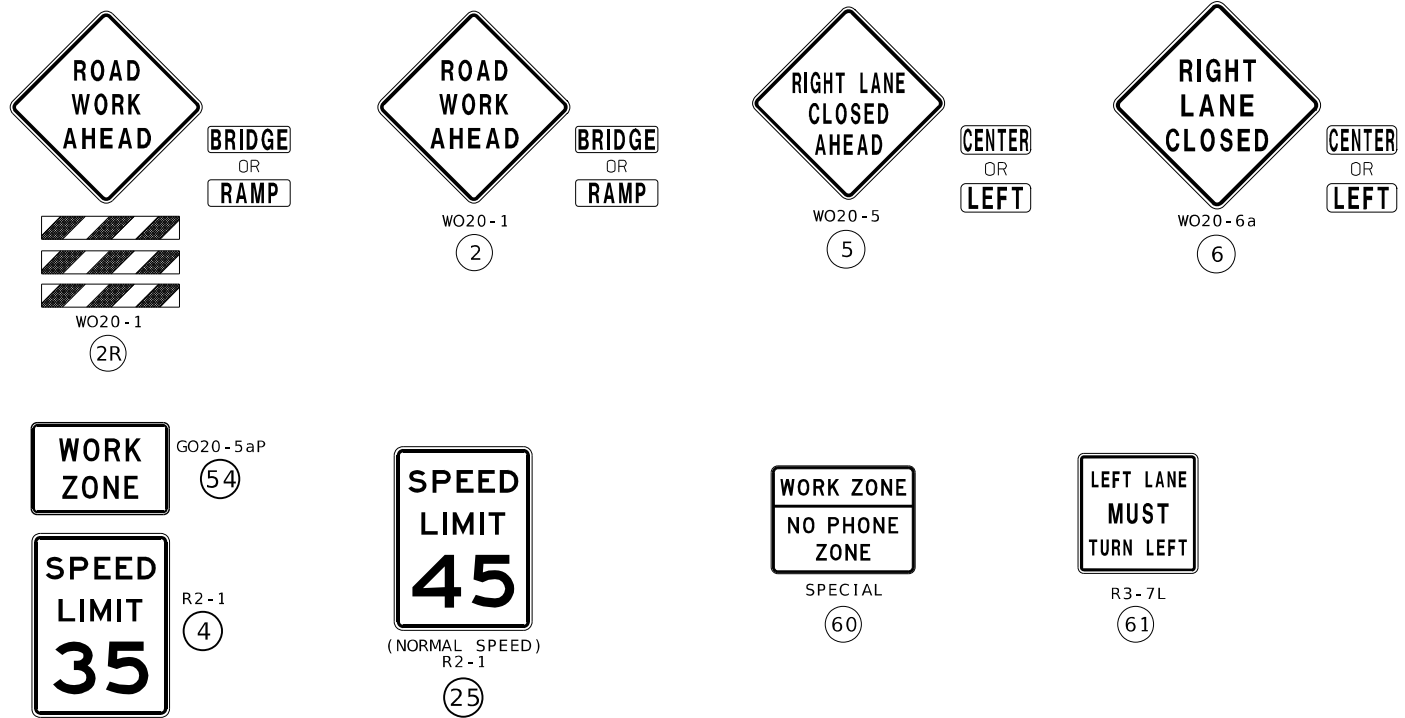 ROAD
WORK
AHEAD
BRIDGE
OR
RAMP
WO20-1
2R
ROAD
WORK
AHEAD
BRIDGE
OR
RAMP
WO20-1
2
RIGHT LANE
CLOSED
AHEAD
CENTER
OR
LEFT
WO20-5
5
RIGHT
LANE
CLOSED
CENTER
OR
LEFT
WO20-6a
6
WORK
ZONE
GO20-5aP
54
SPEED
LIMIT
35
R2-1
4
SPEED
LIMIT
45
(NORMAL SPEED)
R2-1
25
WORK ZONE
NO PHONE
ZONE
SPECIAL
60
LEFT LANE
MUST
TURN LEFT
R3-7L
61